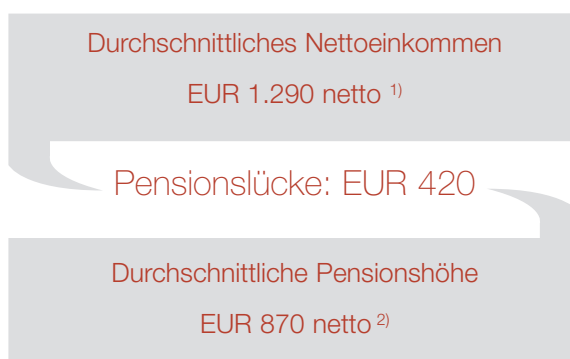 Durchschnittliches Nettoeinkommen
EUR 1.290 netto 1)
Pensionslücke: EUR 420
Durchschnittliche Pensionshöhe
EUR 870 netto 2)